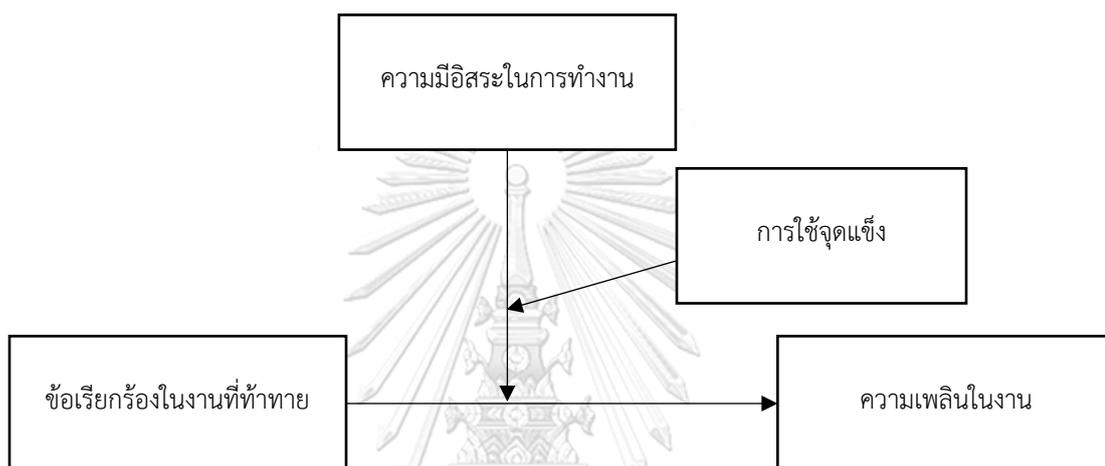 ความมีอิสระในการทำงาน
การใช้จุดแข็ง
ข้อเรียกร้องในงานที่ท้าทาย
ความเพลินในงาน